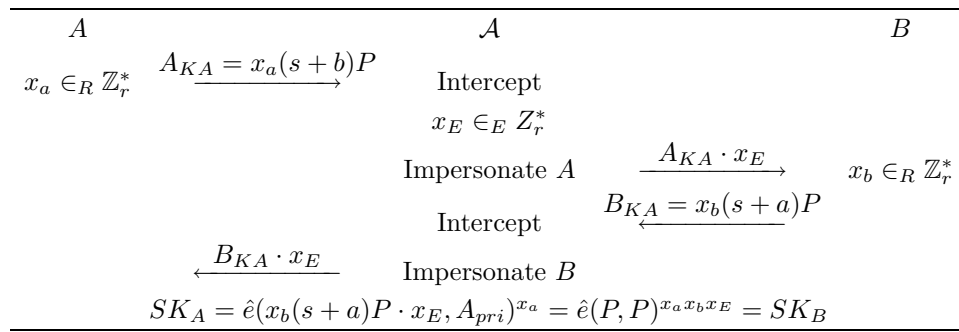 A 𝒜 B
x_a ∈_R ℤ_r^* A_{KA} = x_a(s + b)P Intercept
x_E ∈_E Z_r^*
Impersonate A A_{KA} · x_E x_b ∈_R ℤ_r^*
Intercept B_{KA} = x_b(s + a)P
B_{KA} · x_E Impersonate B
SK_A = ê(x_b(s + a)P · x_E, A_{pri})^{x_a} = ê(P, P)^{x_a x_b x_E} = SK_B